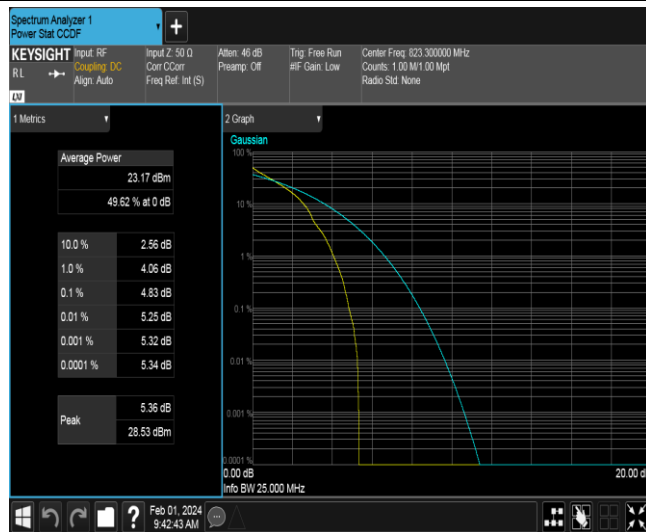 Spectrum Analyzer 1
Power Stat CCDF
+
KEYSIGHT
RL
LXI
Input: RF
Coupling: DC
Align: Auto
Input Z: 50 Ω
Corr CCorr
Freq Ref: Int (S)
Atten: 46 dB
Preamp: Off
Trig: Free Run
#IF Gain: Low
Center Freq: 823.300000 MHz
Counts: 1.00 M/1.00 Mpt
Radio Std: None
1 Metrics
Average Power
23.17 dBm
49.62 % at 0 dB
10.0 % 2.56 dB
1.0 % 4.06 dB
0.1 % 4.83 dB
0.01 % 5.25 dB
0.001 % 5.32 dB
0.0001 % 5.34 dB
Peak
5.36 dB
28.53 dBm
2 Graph
Gaussian
100 %
10 %
1 %
0.1 %
0.01 %
0.001 %
0.0001 %
0.00 dB
20.00 d
Info BW 25.000 MHz
?
Feb 01, 2024
9:42:43 AM